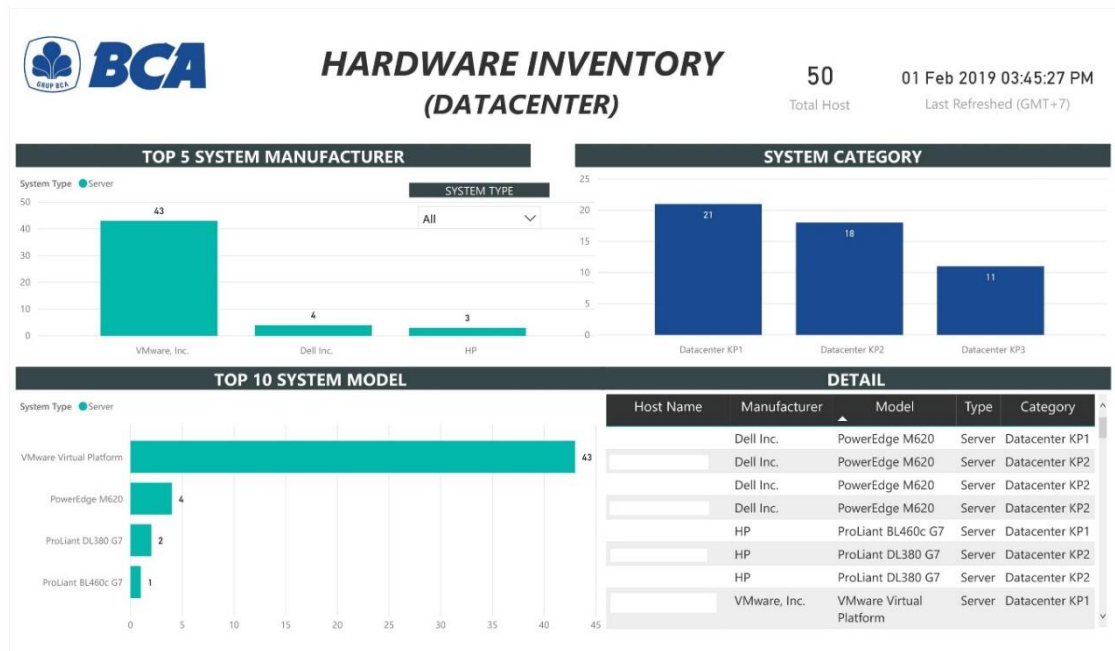 GRUP BCA
BCA
HARDWARE INVENTORY
(DATACENTER)
50
Total Host
01 Feb 2019 03:45:27 PM
Last Refreshed (GMT+7)
TOP 5 SYSTEM MANUFACTURER
System Type Server
SYSTEM TYPE
All
50
40
30
20
10
0
43
4
3
VMware, Inc.
Dell Inc.
HP
SYSTEM CATEGORY
25
20
15
10
5
0
21
18
11
Datacenter KP1
Datacenter KP2
Datacenter KP3
TOP 10 SYSTEM MODEL
System Type Server
VMware Virtual Platform 43
PowerEdge M620 4
ProLiant DL380 G7 2
ProLiant BL460c G7 1
0 5 10 15 20 25 30 35 40 45
DETAIL
Host Name Manufacturer Model Type Category
Dell Inc. PowerEdge M620 Server Datacenter KP1
Dell Inc. PowerEdge M620 Server Datacenter KP2
Dell Inc. PowerEdge M620 Server Datacenter KP2
Dell Inc. PowerEdge M620 Server Datacenter KP2
HP ProLiant BL460c G7 Server Datacenter KP1
HP ProLiant DL380 G7 Server Datacenter KP2
HP ProLiant DL380 G7 Server Datacenter KP2
VMware, Inc. VMware Virtual Server Datacenter KP1
Platform